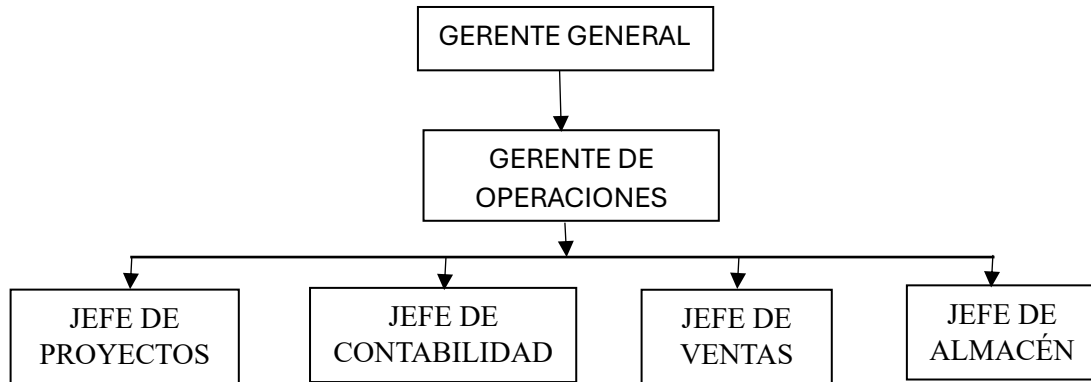 GERENTE GENERAL
GERENTE DE
OPERACIONES
JEFE DE
PROYECTOS
JEFE DE
CONTABILIDAD
JEFE DE
VENTAS
JEFE DE
ALMACÉN